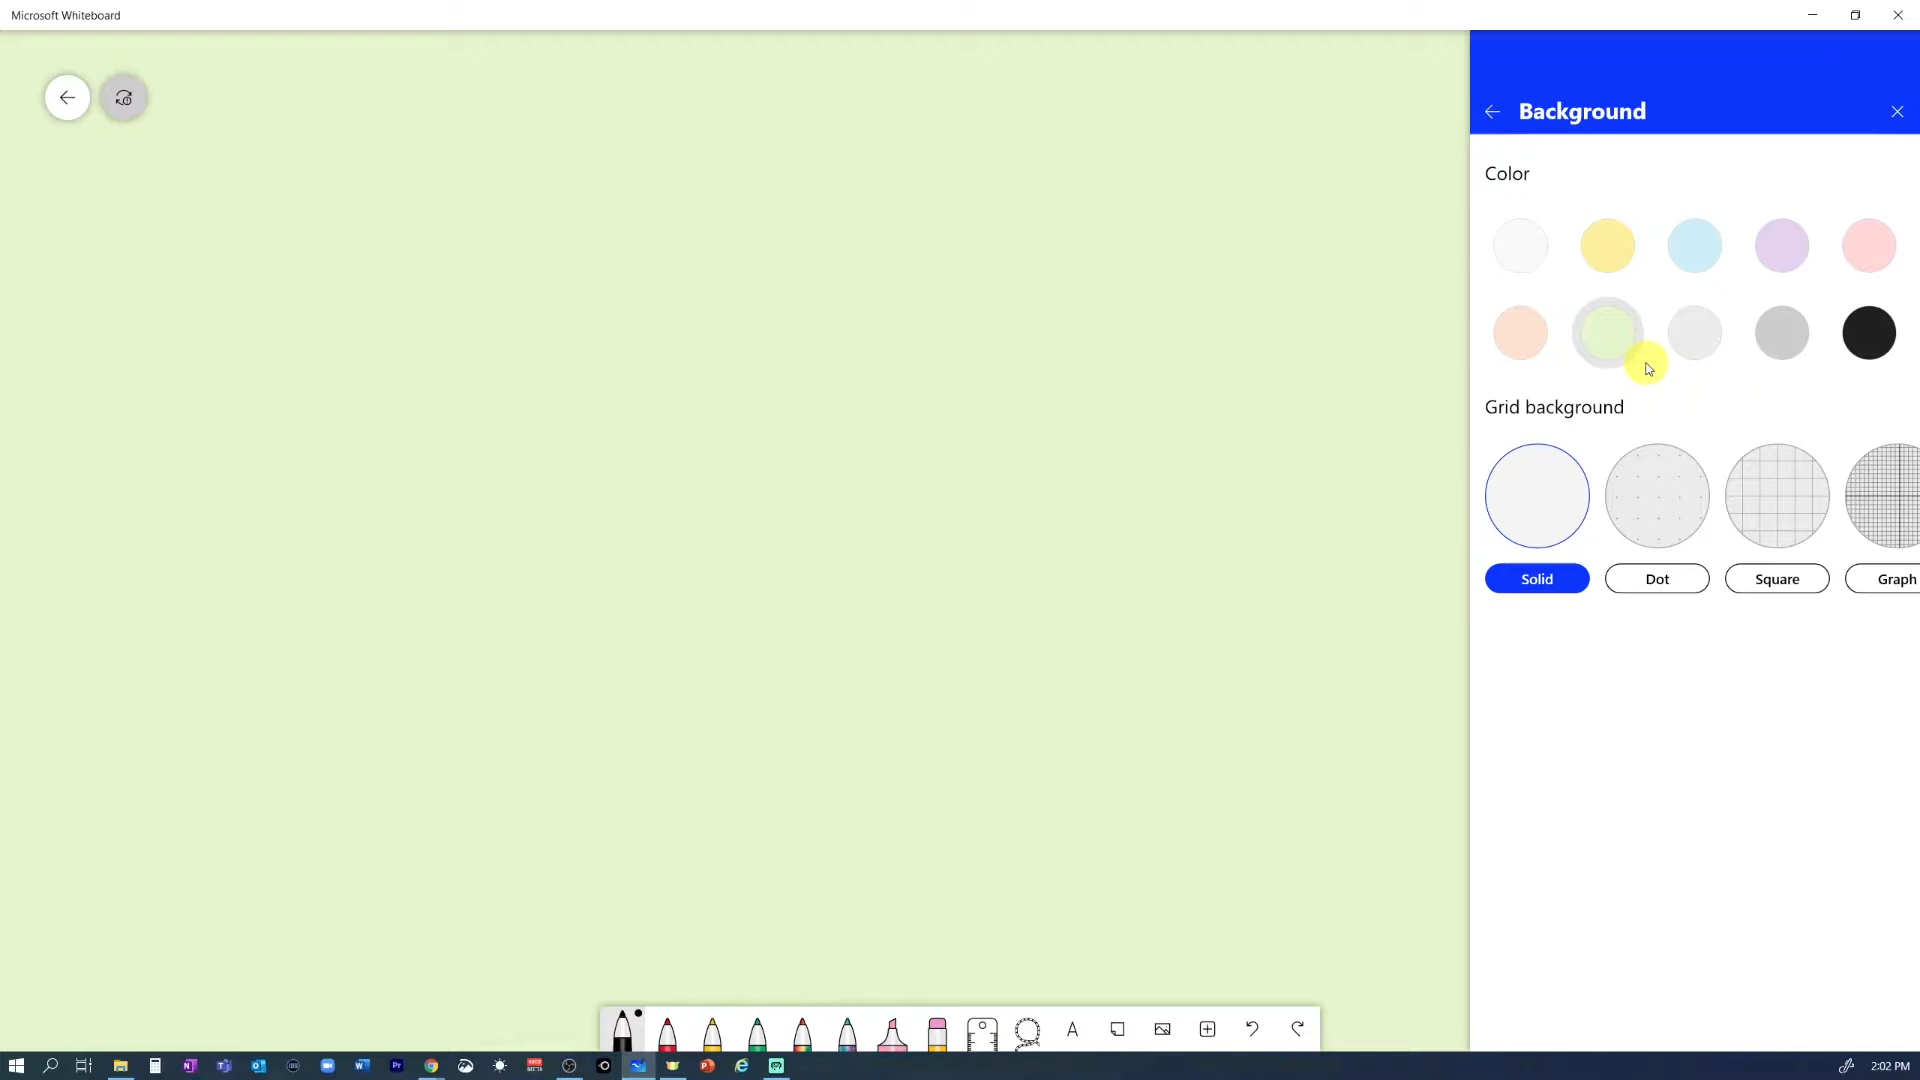 Microsoft Whiteboard
Background
Color
Grid background
Solid
Dot
Square
Graph
A
2:02 PM